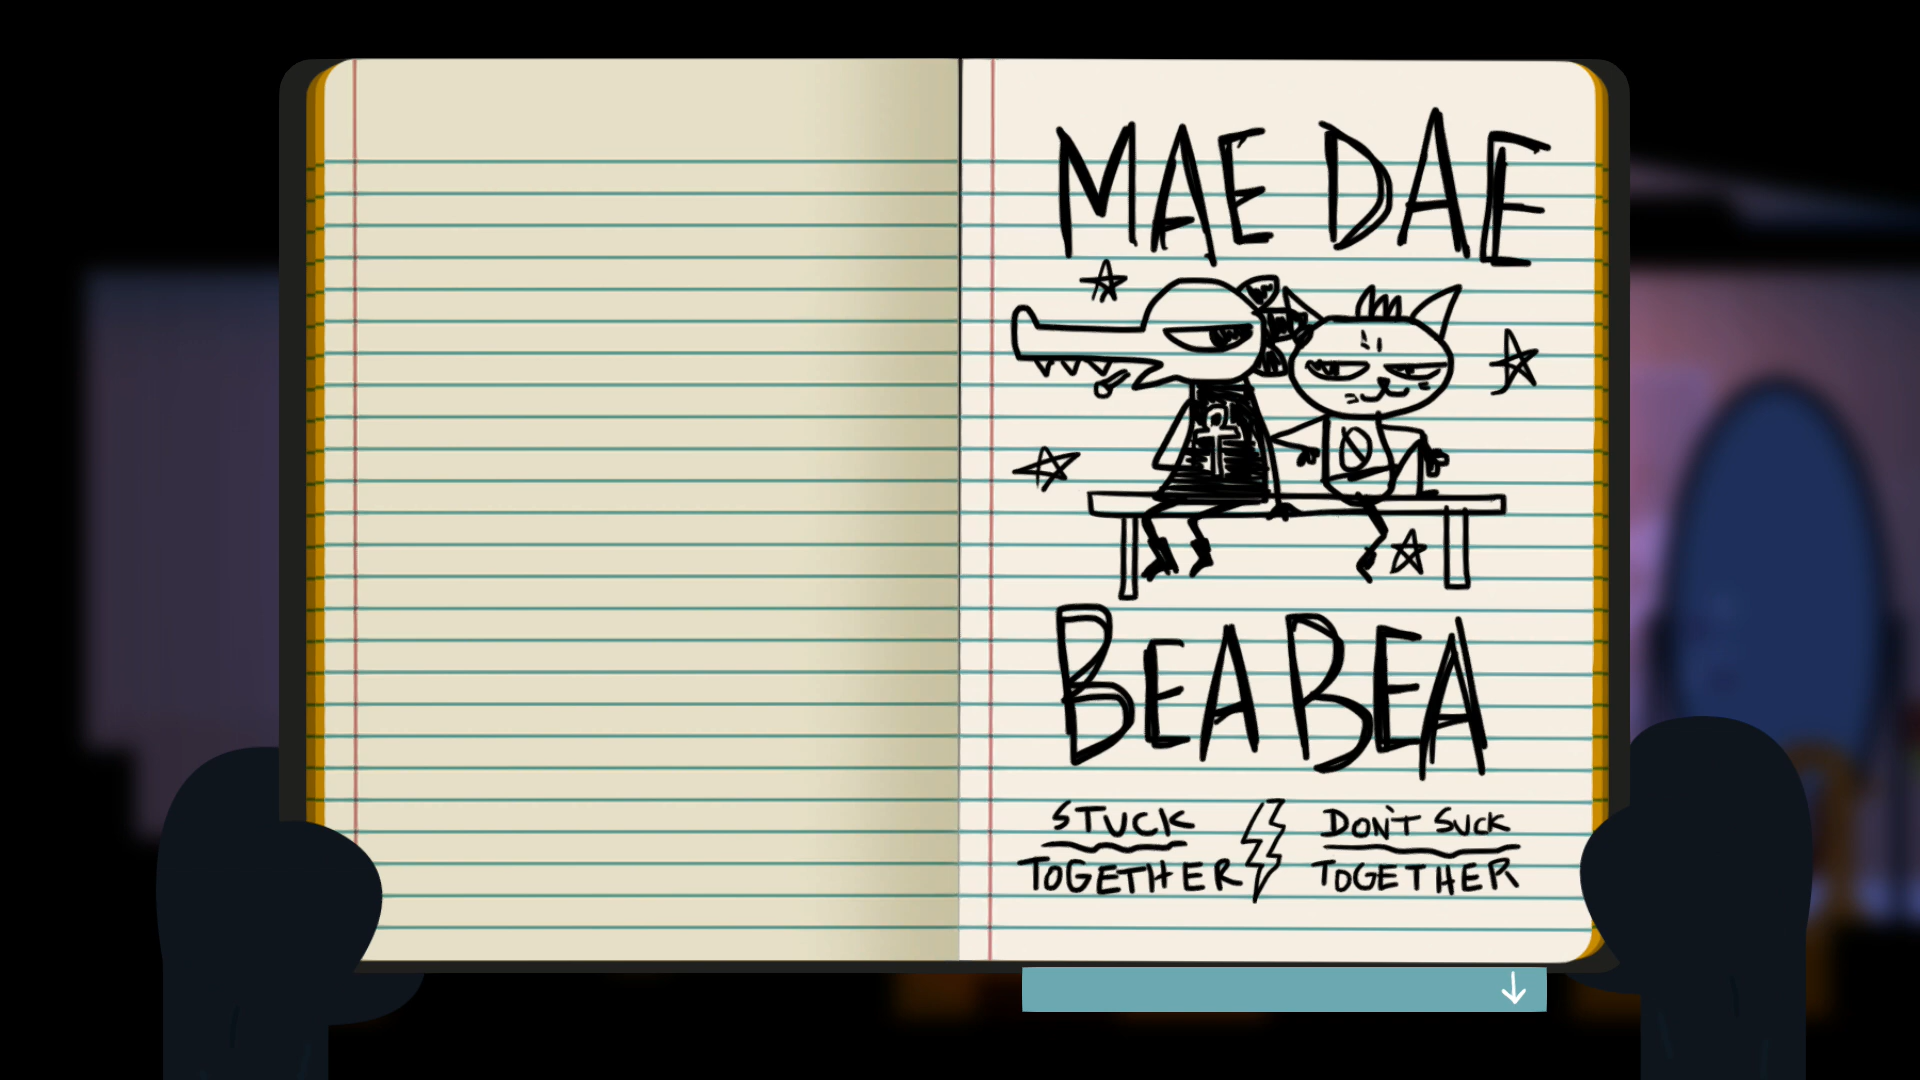 MAE DAE
BEA BEA
STUCK
TOGETHER
DON'T SUCK
TOGETHER